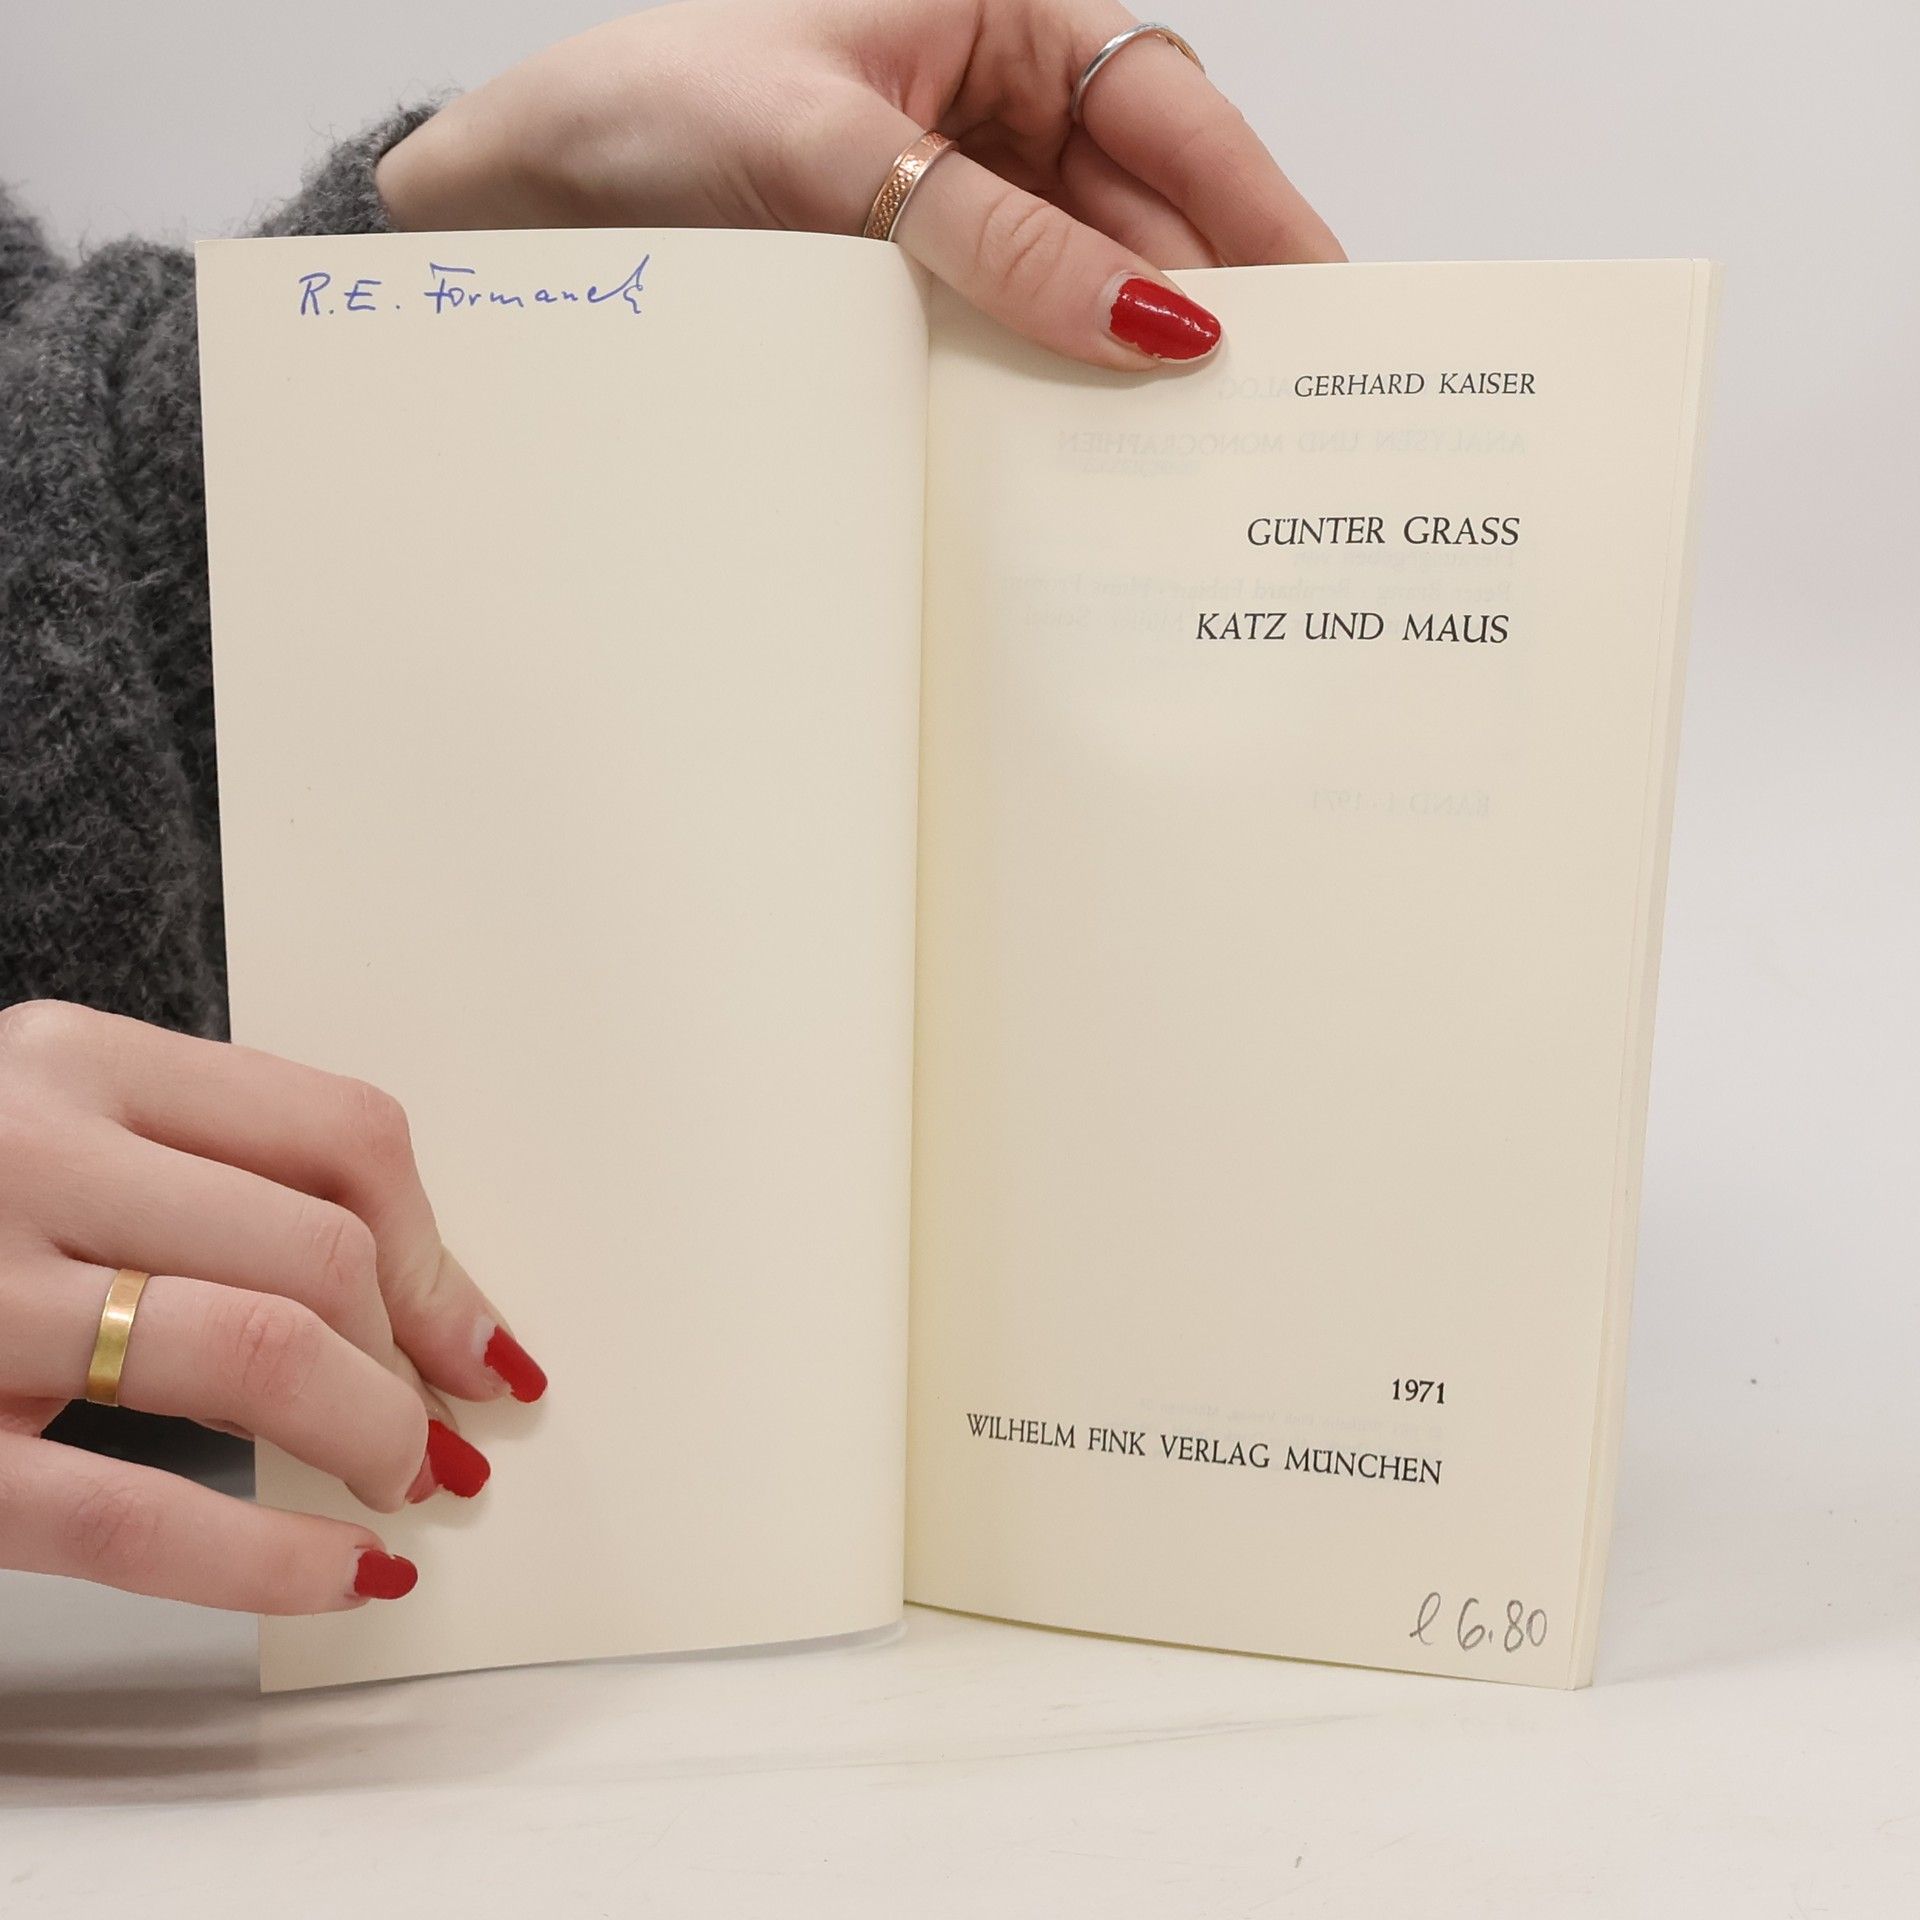 R.E. Formanek
GERHARD KAISER
GÜNTER GRASS
KATZ UND MAUS
1971
WILHELM FINK VERLAG MÜNCHEN
l 6.80